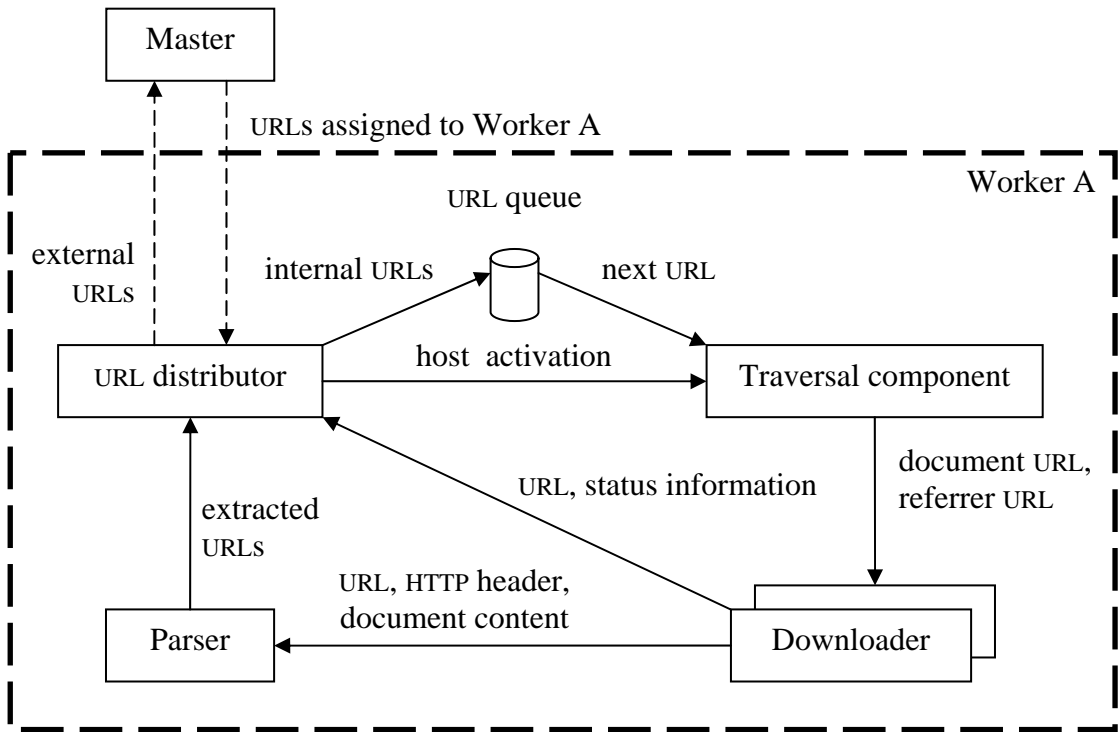 Master
URLs assigned to Worker A
Worker A
URL queue
external
URLs
internal URLs
next URL
host activation
URL distributor
Traversal component
document URL,
referrer URL
URL, status information
extracted
URLs
URL, HTTP header,
document content
Parser
Downloader